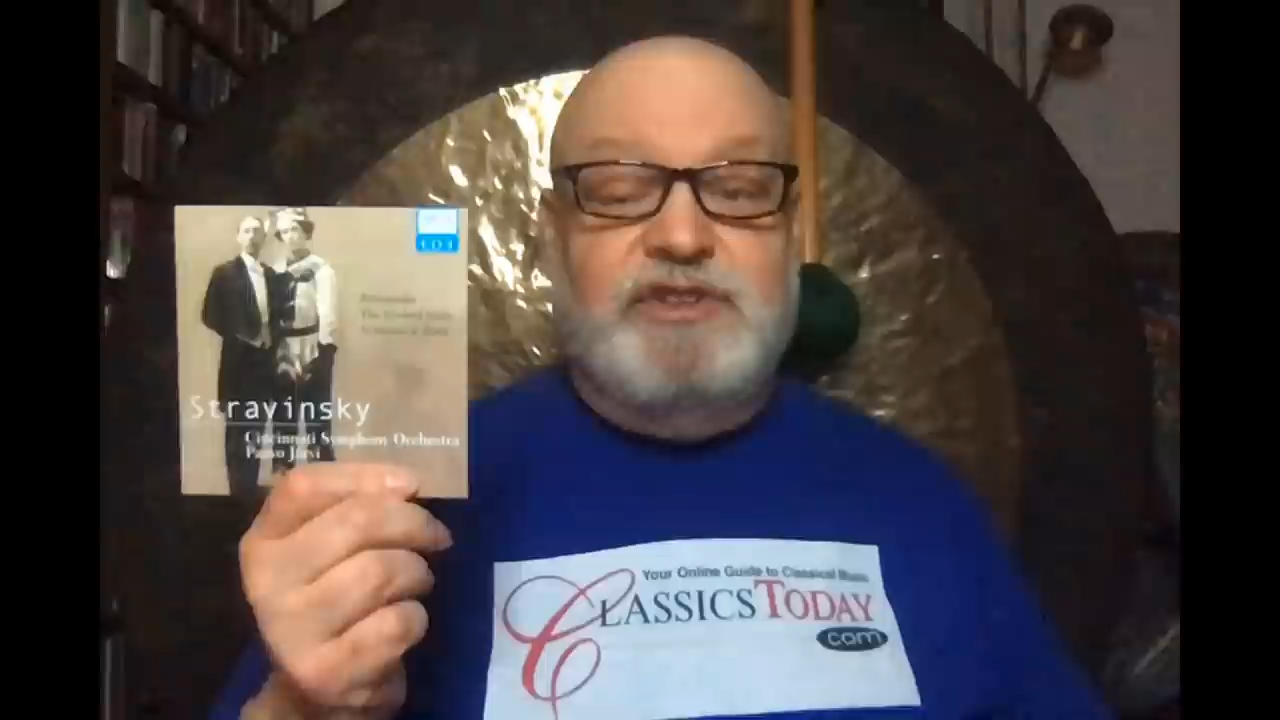 Stravinsky
Cincinnati Symphony Orchestra
Paavo Järvi
Your Online Guide to Classical Music
CLASSICSTODAY
com